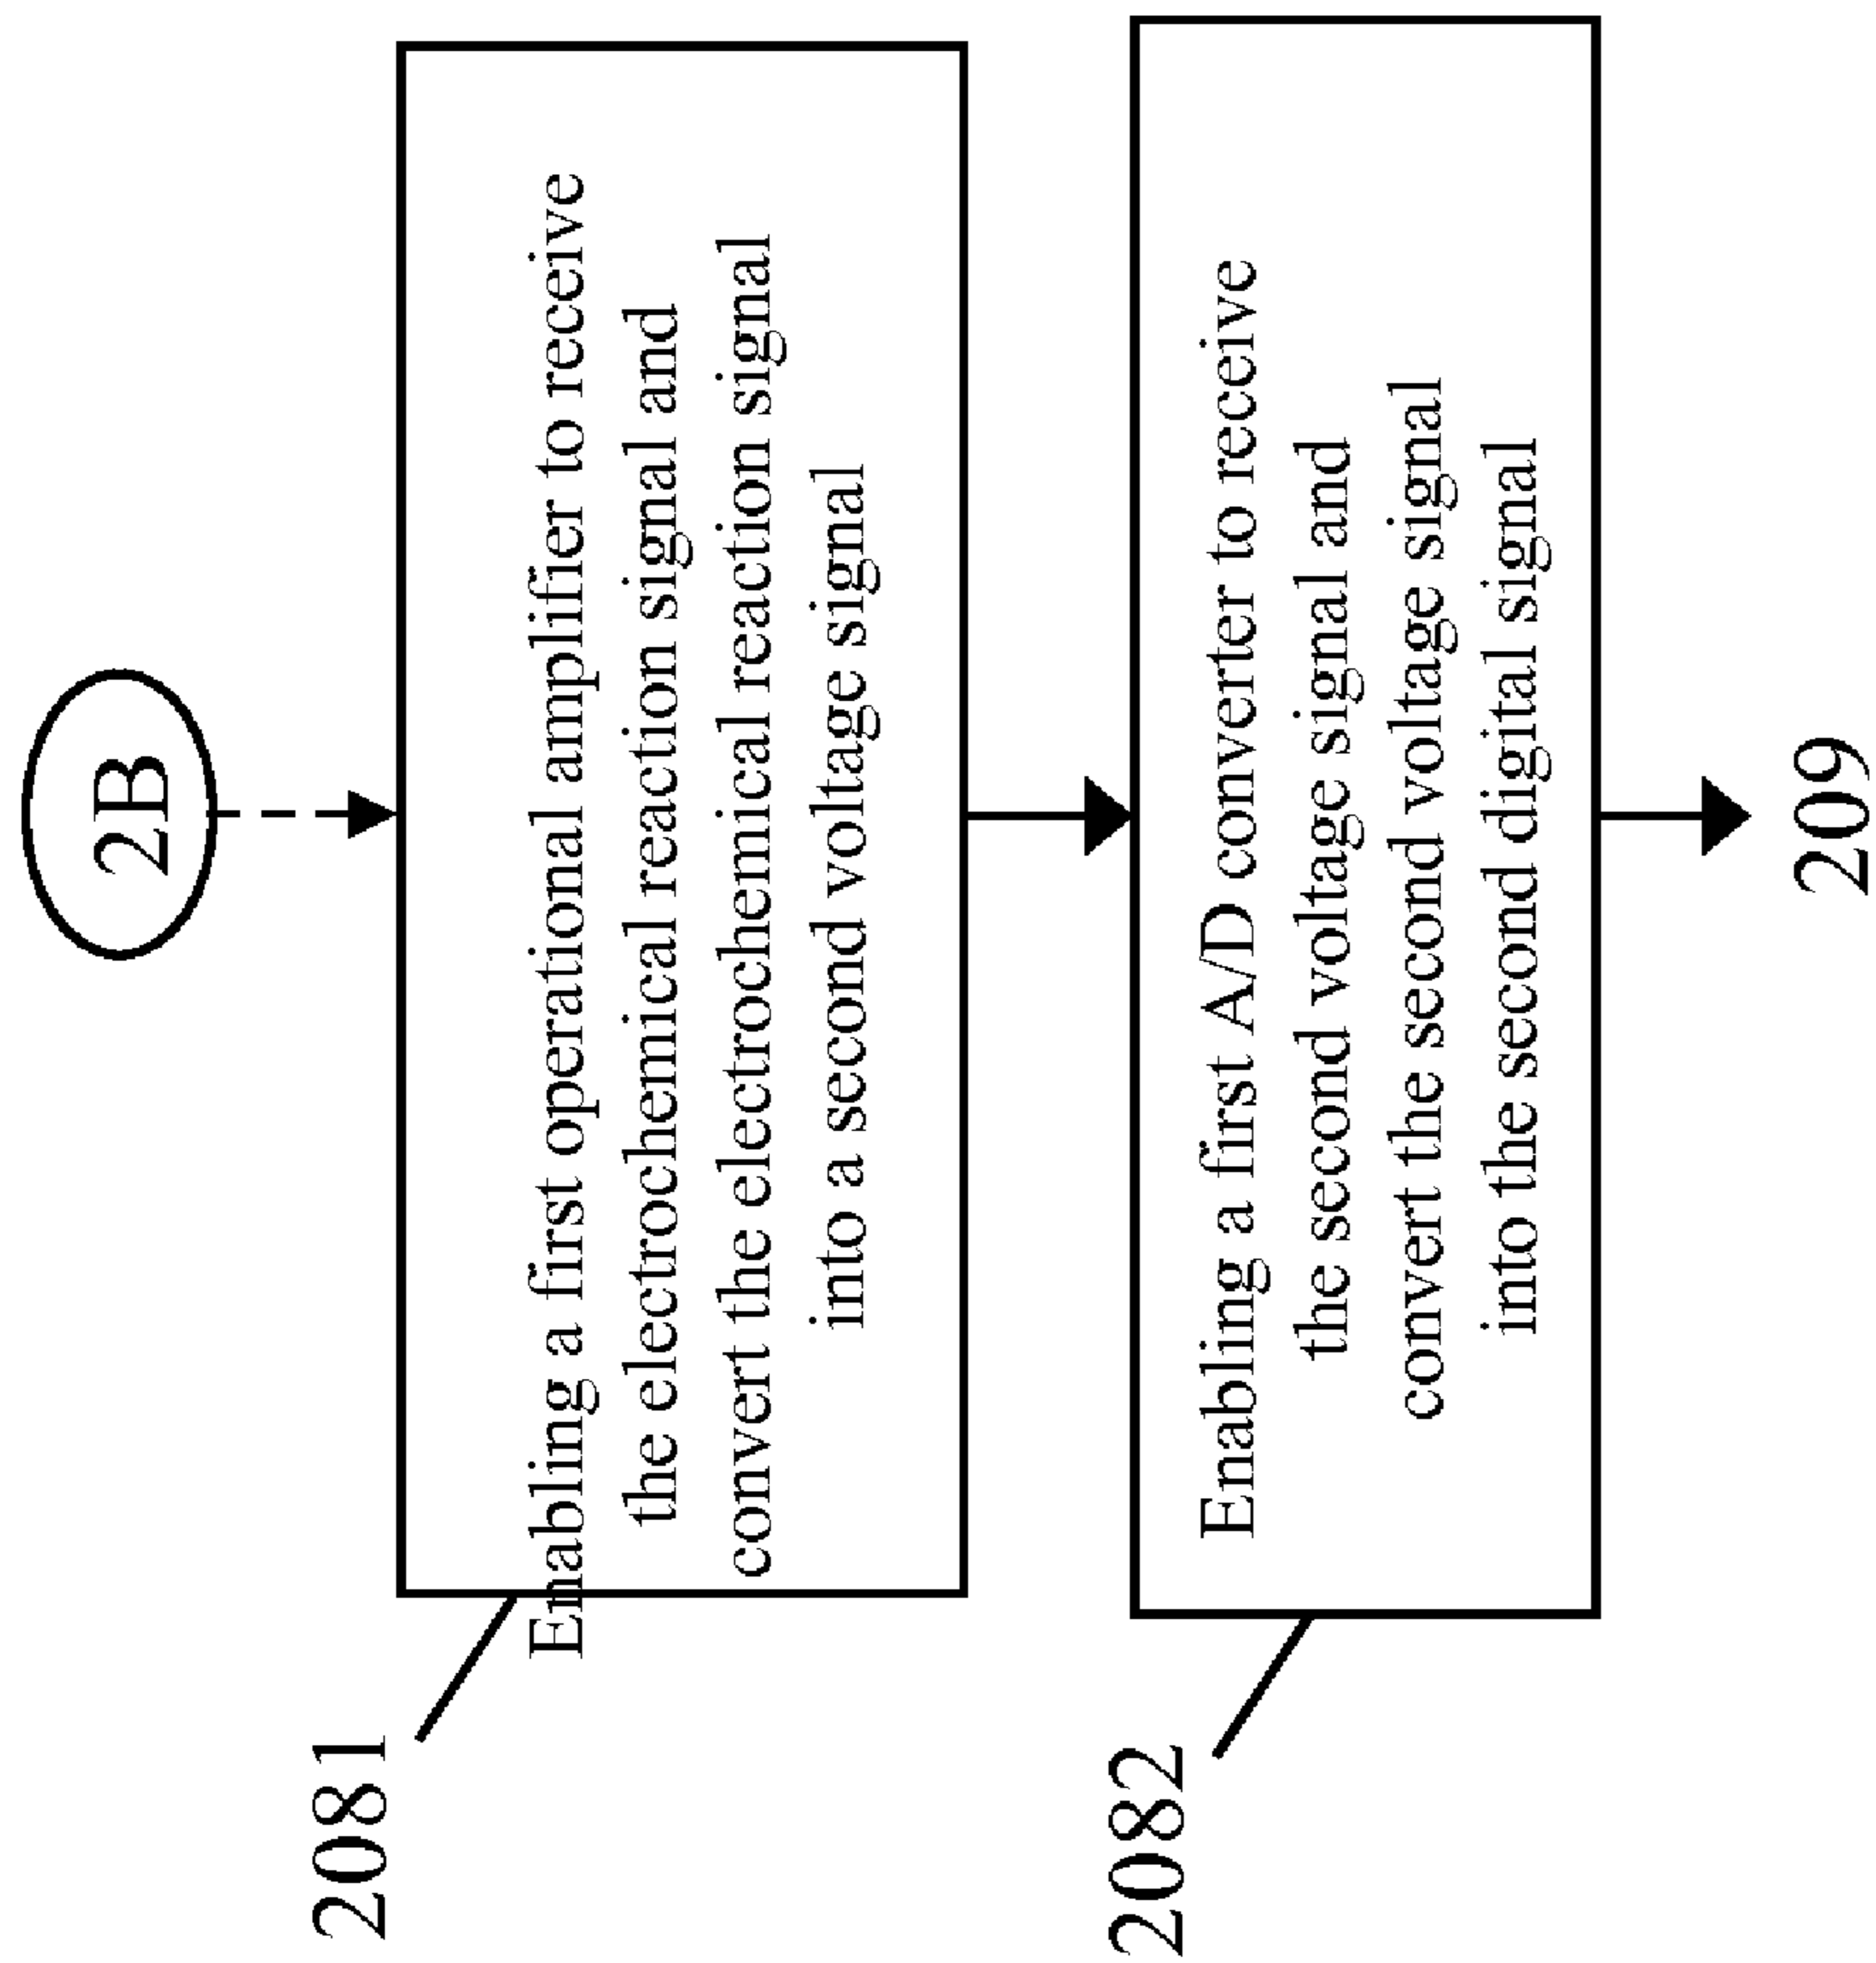 2B
2081
Enabling a first operational amplifier to receive
the electrochemical reaction signal and
convert the electrochemical reaction signal
into a second voltage signal
2082
Enabling a first A/D converter to receive
the second voltage signal and
convert the second voltage signal
into the second digital signal
209